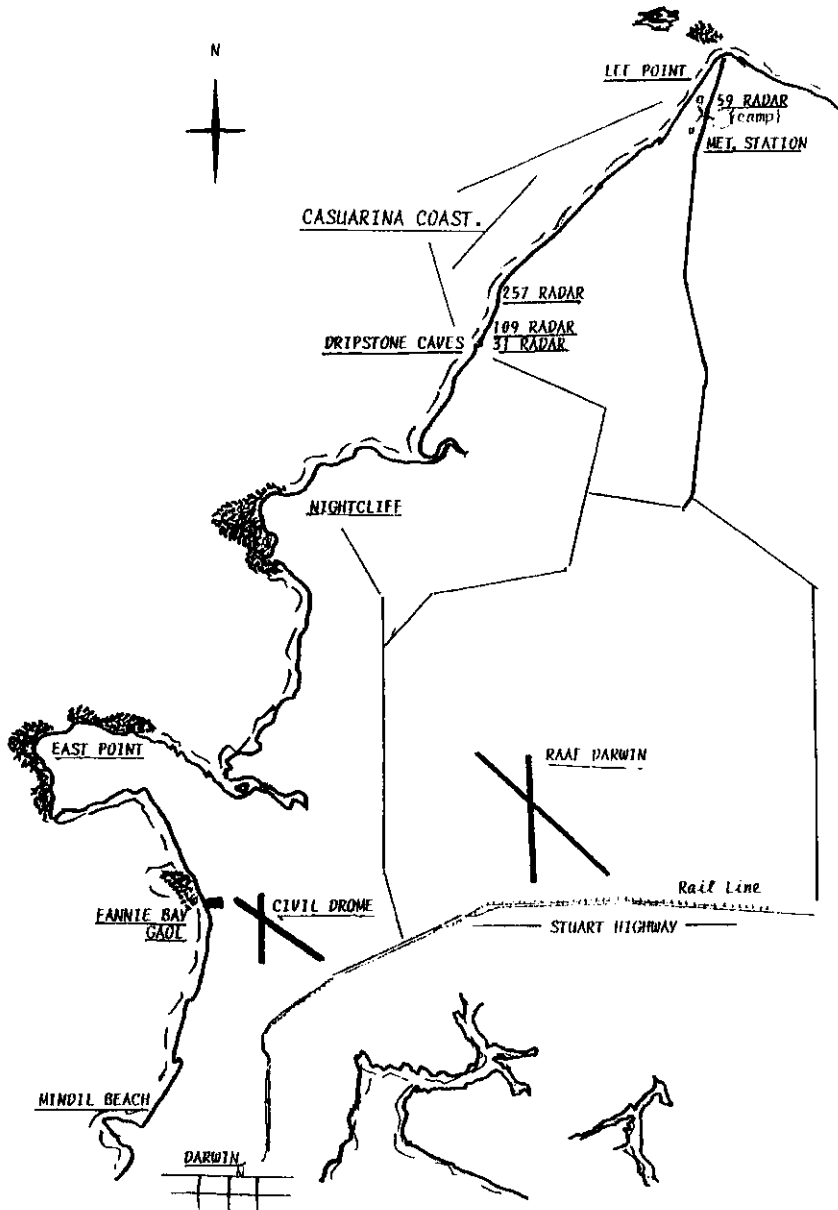 N
LEE POINT
59 RADAR
(camp)
MET. STATION
CASUARINA COAST.
257 RADAR
109 RADAR
DRIPSTONE CAVES
31 RADAR
NIGHTCLIFF
EAST POINT
RAAF DARWIN
Rail Line
FANNIE BAY
GAOL
CIVIL DROME
STUART HIGHWAY
MINDIL BEACH
DARWIN